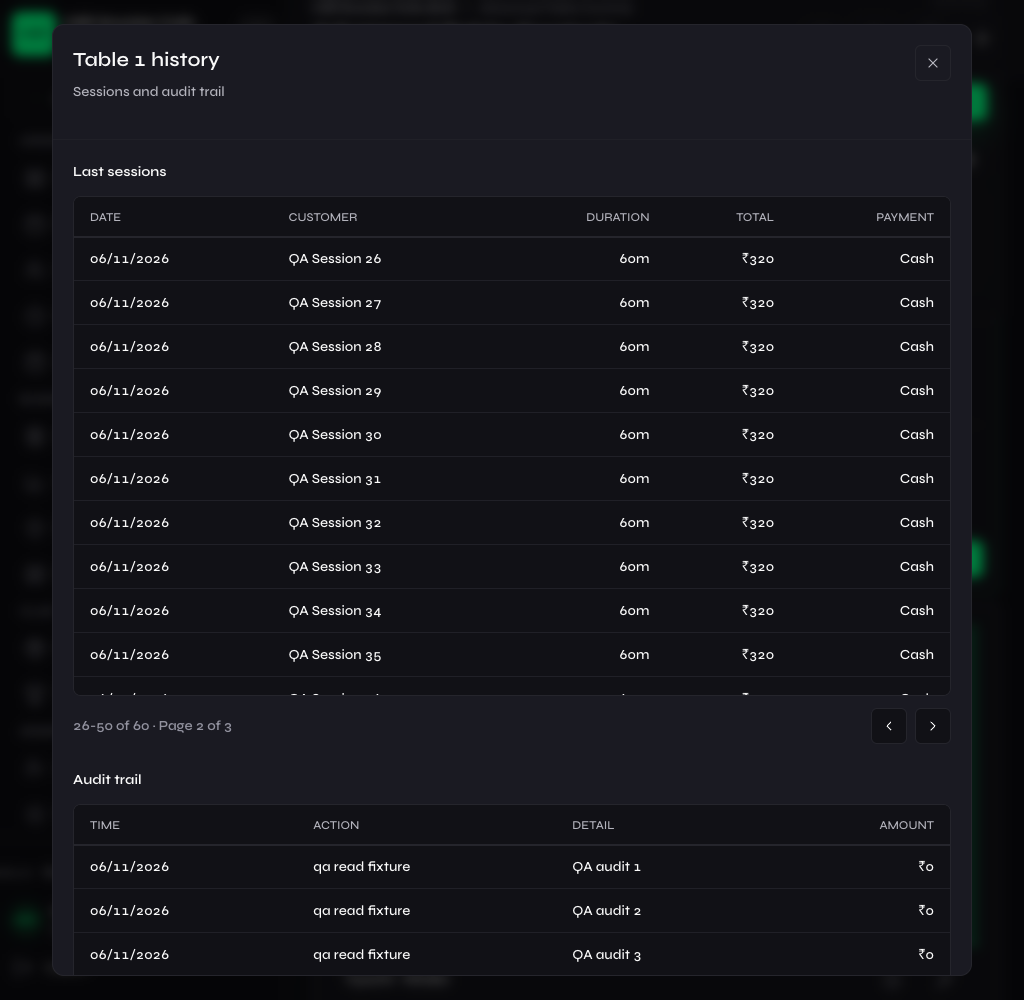 Table 1 history
Sessions and audit trail
Last sessions
DATE CUSTOMER DURATION TOTAL PAYMENT
06/11/2026 QA Session 26 60m ₹320 Cash
06/11/2026 QA Session 27 60m ₹320 Cash
06/11/2026 QA Session 28 60m ₹320 Cash
06/11/2026 QA Session 29 60m ₹320 Cash
06/11/2026 QA Session 30 60m ₹320 Cash
06/11/2026 QA Session 31 60m ₹320 Cash
06/11/2026 QA Session 32 60m ₹320 Cash
06/11/2026 QA Session 33 60m ₹320 Cash
06/11/2026 QA Session 34 60m ₹320 Cash
06/11/2026 QA Session 35 60m ₹320 Cash
26-50 of 60 · Page 2 of 3
Audit trail
TIME ACTION DETAIL AMOUNT
06/11/2026 qa read fixture QA audit 1 ₹0
06/11/2026 qa read fixture QA audit 2 ₹0
06/11/2026 qa read fixture QA audit 3 ₹0